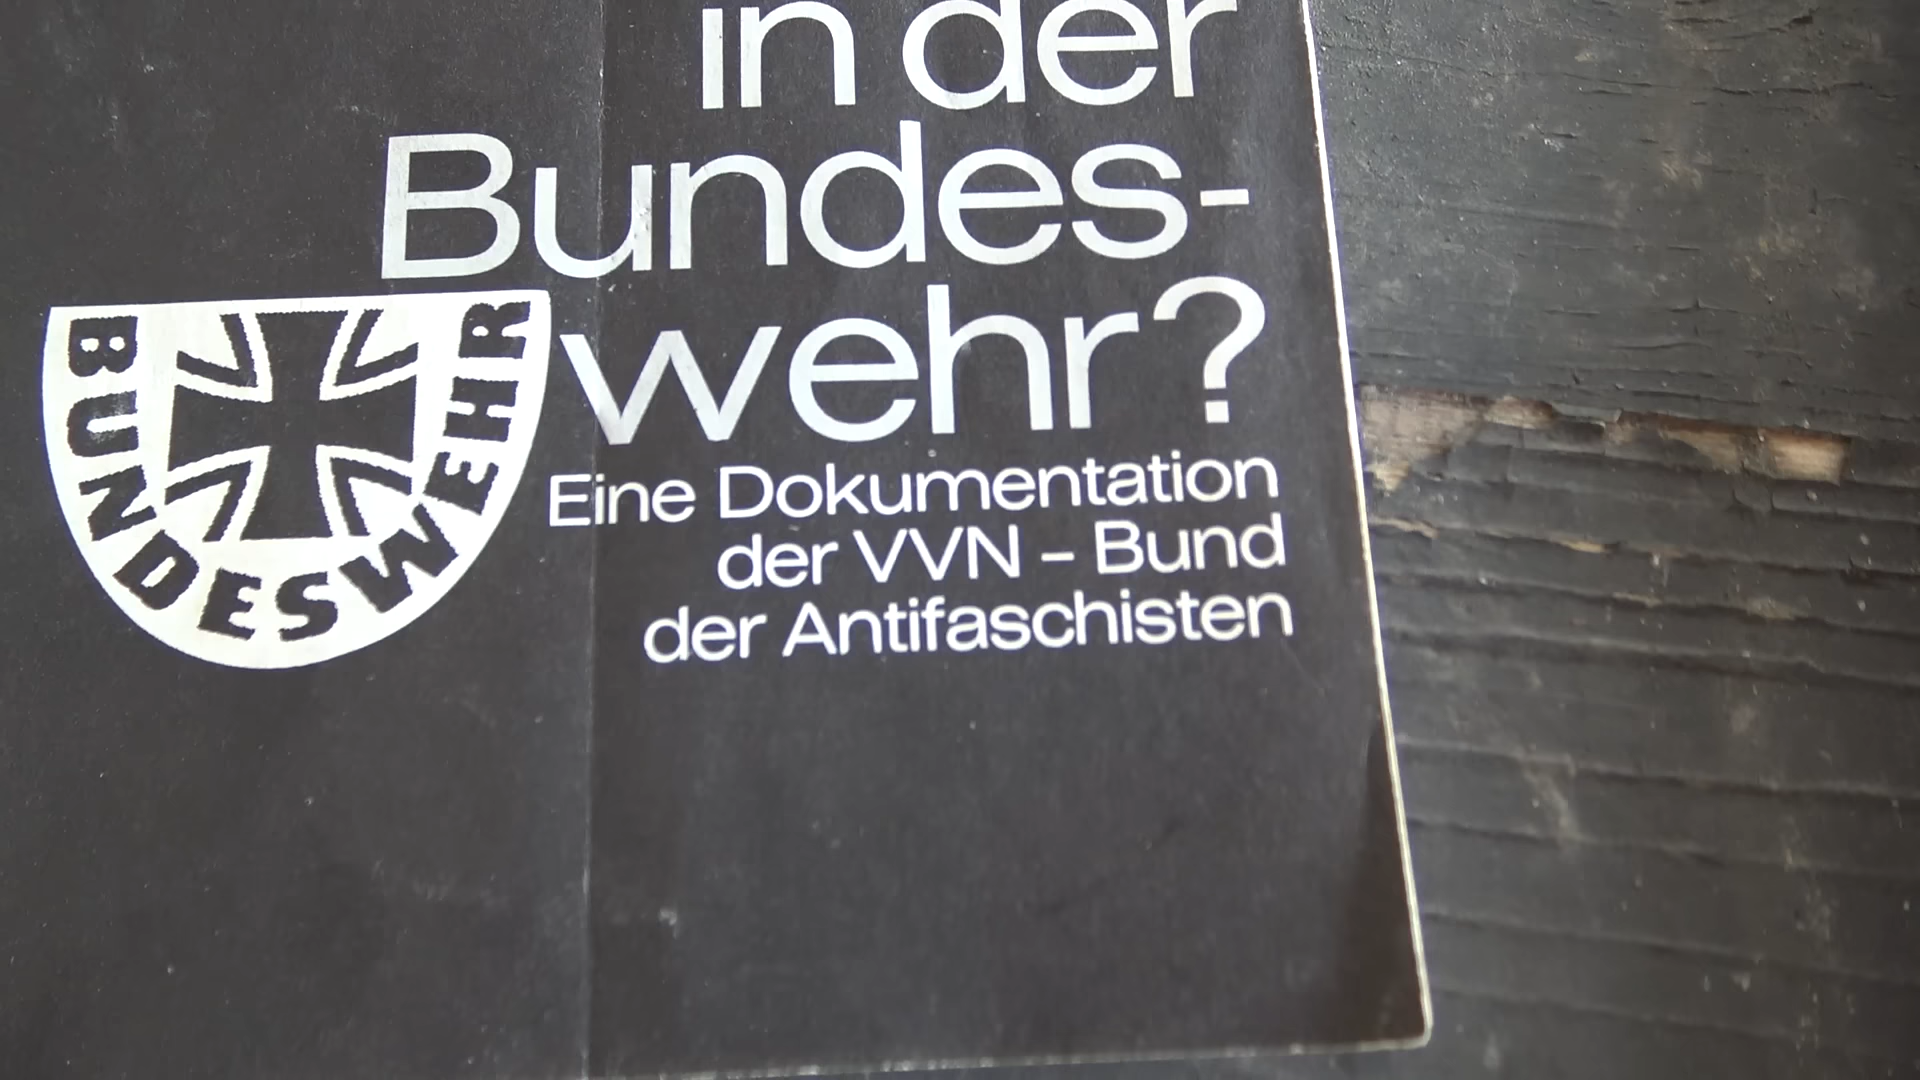 in der
Bundes-
wehr?
BUNDESWEHR
Eine Dokumentation
der VVN – Bund
der Antifaschisten